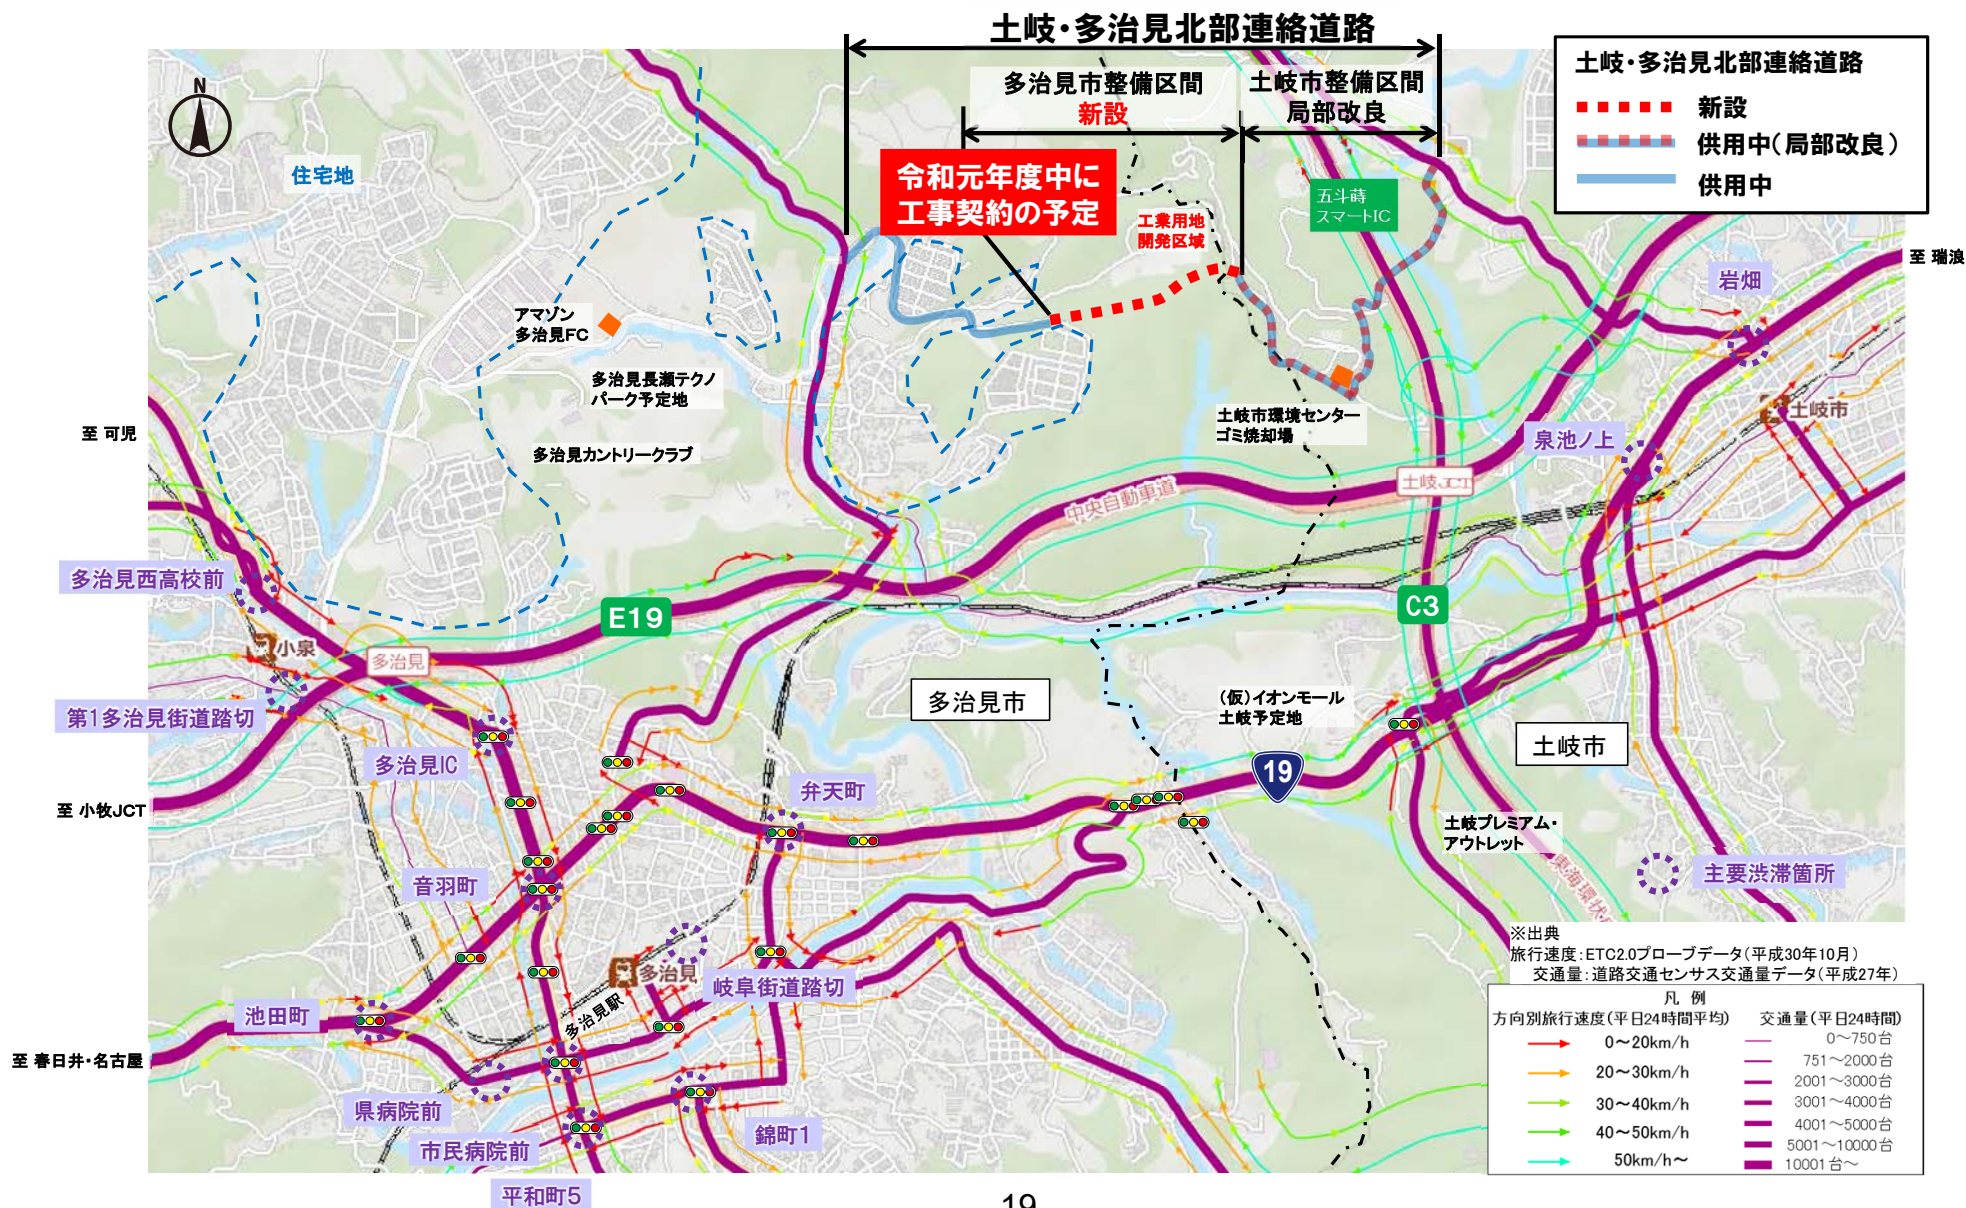 土岐・多治見北部連絡道路
多治見市整備区間
新設
土岐市整備区間
局部改良
土岐・多治見北部連絡道路
新設
供用中(局部改良)
供用中
N
住宅地
令和元年度中に
工事契約の予定
工業用地
開発区域
五斗蒔
スマートIC
至 瑞浪
岩畑
アマゾン
多治見FC
多治見長瀬テクノ
パーク予定地
土岐市環境センター
ゴミ焼却場
土岐市
泉池ノ上
至 可児
多治見カントリークラブ
中央自動車道
土岐JCT
多治見西高校前
E19
C3
小泉
多治見
第1多治見街道踏切
多治見市
(仮)イオンモール
土岐予定地
土岐市
多治見IC
19
弁天町
至 小牧JCT
土岐プレミアム・
アウトレット
東海環状
主要渋滞箇所
音羽町
多治見
多治見駅
岐阜街道踏切
池田町
至 春日井・名古屋
県病院前
市民病院前
錦町1
平和町5
※出典
旅行速度:ETC2.0プローブデータ(平成30年10月)
交通量:道路交通センサス交通量データ(平成27年)
凡 例
方向別旅行速度(平日24時間平均)
交通量(平日24時間)
0~20km/h
20~30km/h
30~40km/h
40~50km/h
50km/h~
0~750台
751~2000台
2001~3000台
3001~4000台
4001~5000台
5001~10000台
10001台~
19